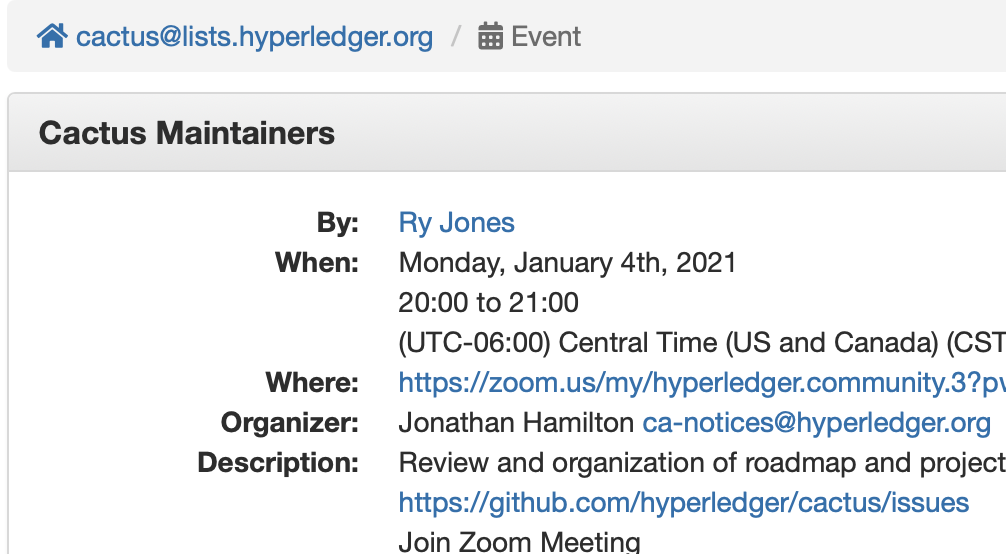 cactus@lists.hyperledger.org / Event
Cactus Maintainers
By: Ry Jones
When: Monday, January 4th, 2021
20:00 to 21:00
(UTC-06:00) Central Time (US and Canada) (CST
Where: https://zoom.us/my/hyperledger.community.3?pv
Organizer: Jonathan Hamilton ca-notices@hyperledger.org
Description: Review and organization of roadmap and project
https://github.com/hyperledger/cactus/issues
Join Zoom Meeting